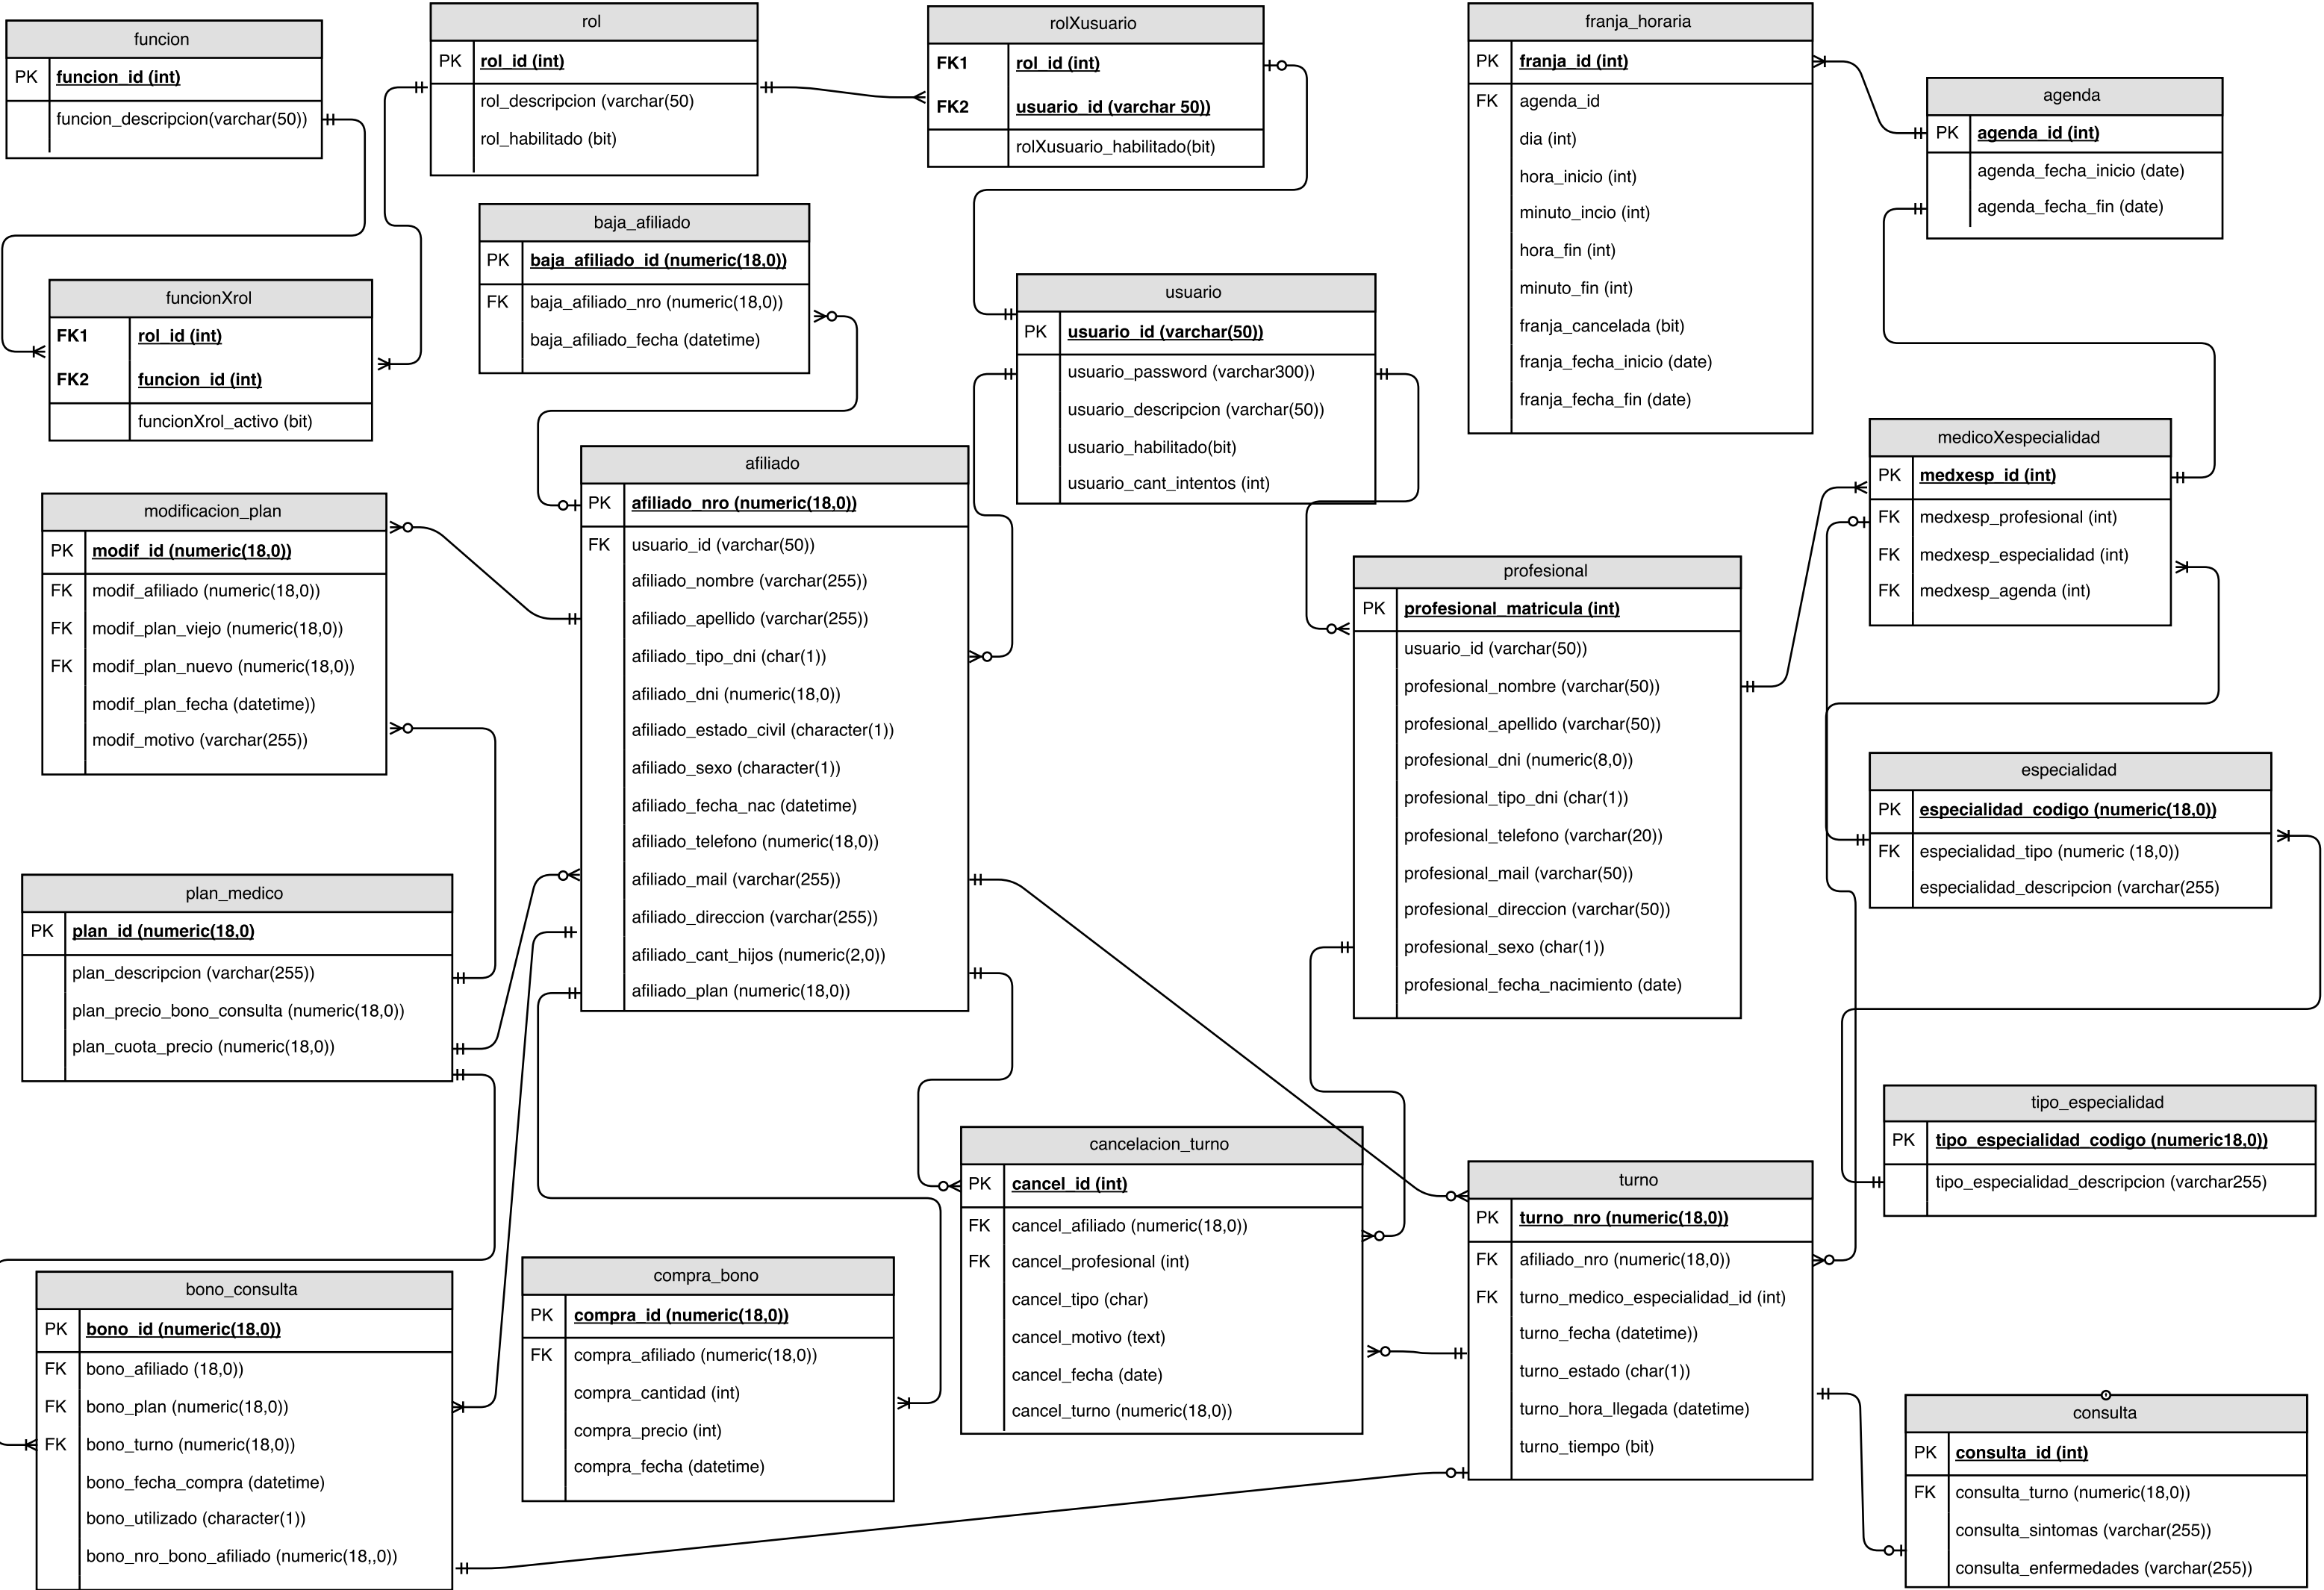 funcion
PK funcion_id (int)
funcion_descripcion(varchar(50))
rol
PK rol_id (int)
rol_descripcion (varchar(50)
rol_habilitado (bit)
rolXusuario
FK1 rol_id (int)
FK2 usuario_id (varchar 50))
rolXusuario_habilitado(bit)
franja_horaria
PK franja_id (int)
FK agenda_id
dia (int)
hora_inicio (int)
minuto_incio (int)
hora_fin (int)
minuto_fin (int)
franja_cancelada (bit)
franja_fecha_inicio (date)
franja_fecha_fin (date)
agenda
PK agenda_id (int)
agenda_fecha_inicio (date)
agenda_fecha_fin (date)
baja_afiliado
PK baja_afiliado_id (numeric(18,0))
FK baja_afiliado_nro (numeric(18,0))
baja_afiliado_fecha (datetime)
funcionXrol
FK1 rol_id (int)
FK2 funcion_id (int)
funcionXrol_activo (bit)
usuario
PK usuario_id (varchar(50))
usuario_password (varchar300))
usuario_descripcion (varchar(50))
usuario_habilitado(bit)
usuario_cant_intentos (int)
medicoXespecialidad
PK medxesp_id (int)
FK medxesp_profesional (int)
FK medxesp_especialidad (int)
FK medxesp_agenda (int)
afiliado
PK afiliado_nro (numeric(18,0))
FK usuario_id (varchar(50))
afiliado_nombre (varchar(255))
afiliado_apellido (varchar(255))
afiliado_tipo_dni (char(1))
afiliado_dni (numeric(18,0))
afiliado_estado_civil (character(1))
afiliado_sexo (character(1))
afiliado_fecha_nac (datetime)
afiliado_telefono (numeric(18,0))
afiliado_mail (varchar(255))
afiliado_direccion (varchar(255))
afiliado_cant_hijos (numeric(2,0))
afiliado_plan (numeric(18,0))
modificacion_plan
PK modif_id (numeric(18,0))
FK modif_afiliado (numeric(18,0))
FK modif_plan_viejo (numeric(18,0))
FK modif_plan_nuevo (numeric(18,0))
modif_plan_fecha (datetime))
modif_motivo (varchar(255))
profesional
PK profesional_matricula (int)
usuario_id (varchar(50))
profesional_nombre (varchar(50))
profesional_apellido (varchar(50))
profesional_dni (numeric(8,0))
profesional_tipo_dni (char(1))
profesional_telefono (varchar(20))
profesional_mail (varchar(50))
profesional_direccion (varchar(50))
profesional_sexo (char(1))
profesional_fecha_nacimiento (date)
especialidad
PK especialidad_codigo (numeric(18,0))
FK especialidad_tipo (numeric (18,0))
especialidad_descripcion (varchar(255)
plan_medico
PK plan_id (numeric(18,0)
plan_descripcion (varchar(255))
plan_precio_bono_consulta (numeric(18,0))
plan_cuota_precio (numeric(18,0))
tipo_especialidad
PK tipo_especialidad_codigo (numeric18,0))
tipo_especialidad_descripcion (varchar255)
cancelacion_turno
PK cancel_id (int)
FK cancel_afiliado (numeric(18,0))
FK cancel_profesional (int)
cancel_tipo (char)
cancel_motivo (text)
cancel_fecha (date)
cancel_turno (numeric(18,0))
turno
PK turno_nro (numeric(18,0))
FK afiliado_nro (numeric(18,0))
FK turno_medico_especialidad_id (int)
turno_fecha (datetime))
turno_estado (char(1))
turno_hora_llegada (datetime)
turno_tiempo (bit)
bono_consulta
PK bono_id (numeric(18,0))
FK bono_afiliado (18,0))
FK bono_plan (numeric(18,0))
FK bono_turno (numeric(18,0))
bono_fecha_compra (datetime)
bono_utilizado (character(1))
bono_nro_bono_afiliado (numeric(18,,0))
compra_bono
PK compra_id (numeric(18,0))
FK compra_afiliado (numeric(18,0))
compra_cantidad (int)
compra_precio (int)
compra_fecha (datetime)
consulta
PK consulta_id (int)
FK consulta_turno (numeric(18,0))
consulta_sintomas (varchar(255))
consulta_enfermedades (varchar(255))